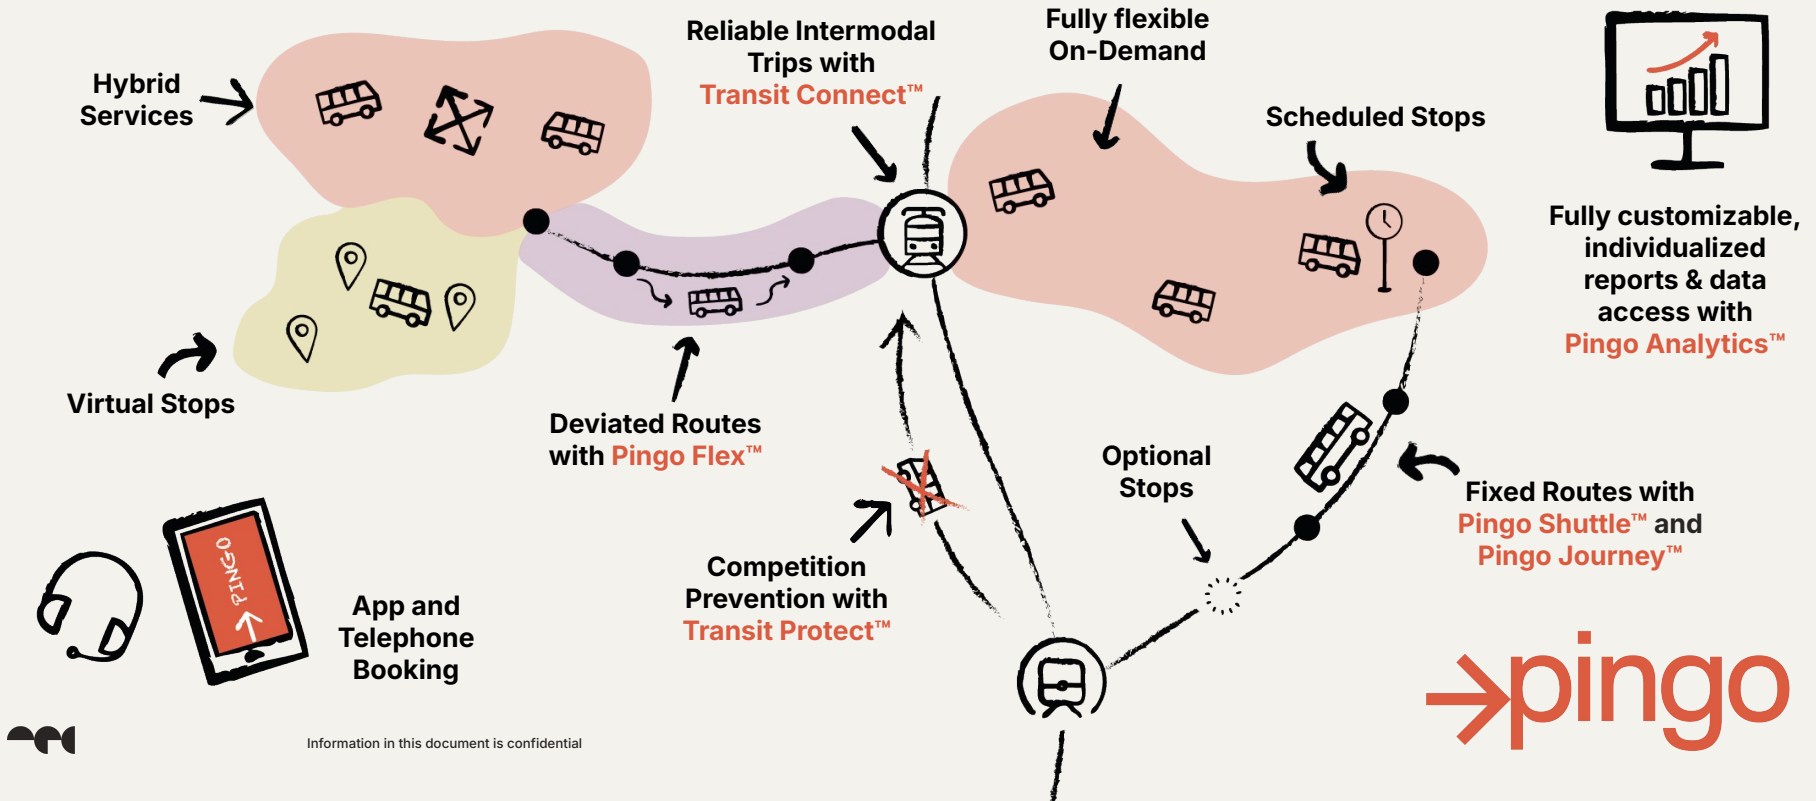 Hybrid
Services
Reliable Intermodal
Trips with
Transit Connect™
Fully flexible
On-Demand
Scheduled Stops
Fully customizable,
individualized
reports & data
access with
Pingo Analytics™
Virtual Stops
Deviated Routes
with Pingo Flex™
Optional
Stops
Fixed Routes with
Pingo Shuttle™ and
Pingo Journey™
Competition
Prevention with
Transit Protect™
PINGO
App and
Telephone
Booking
pingo
Information in this document is confidential